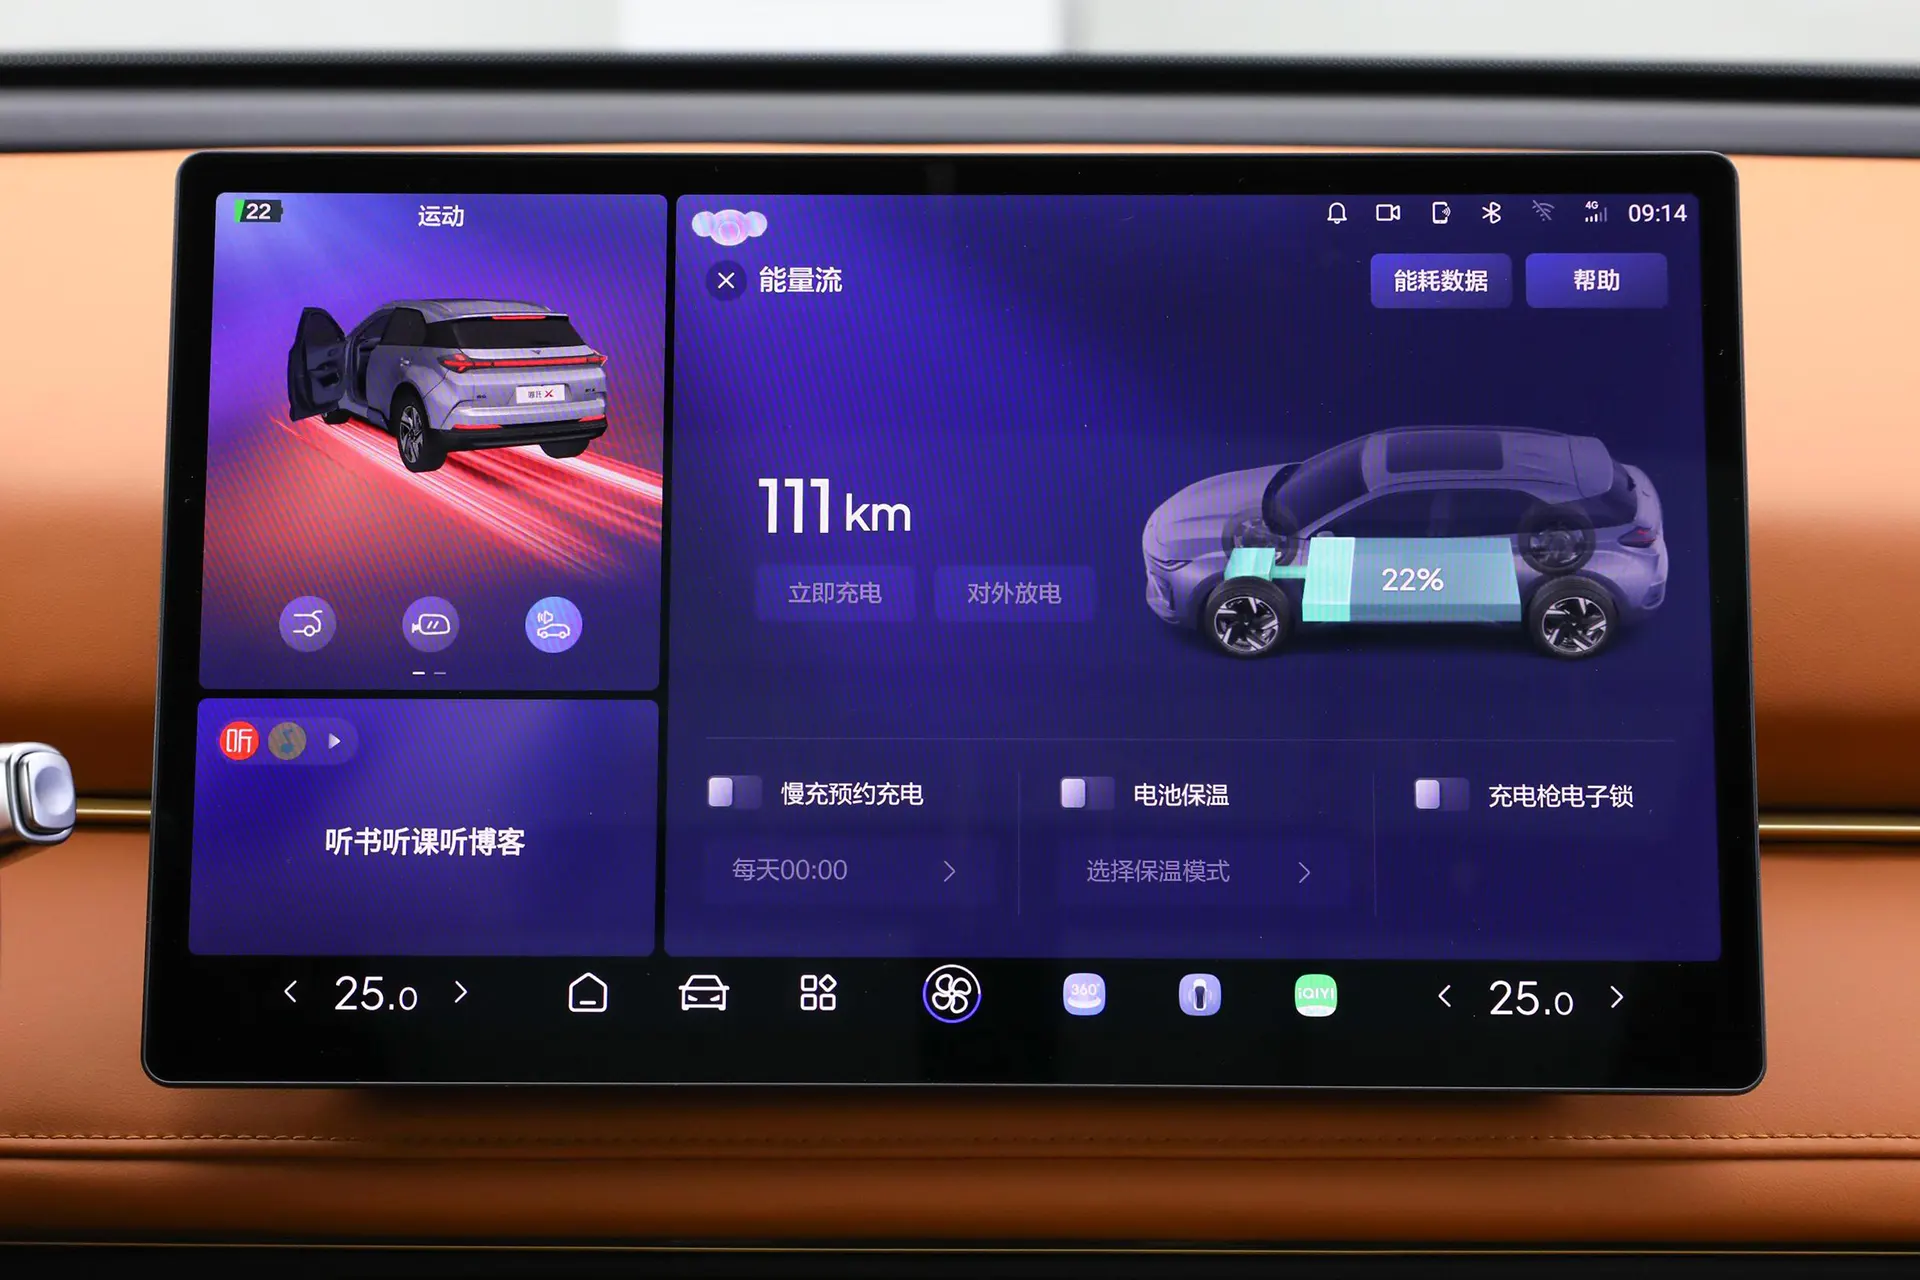 22
运动
4G
09:14
能量流
能耗数据
帮助
111 km
立即充电
对外放电
22%
听
听书听课听博客
慢充预约充电
电池保温
充电枪电子锁
每天00:00
选择保温模式
25.0
360°
iQIYI
25.0